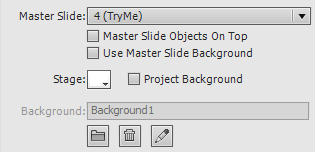 Master Slide: 4 (TryMe)
Master Slide Objects On Top
Use Master Slide Background
Stage: Project Background
Background: Background1